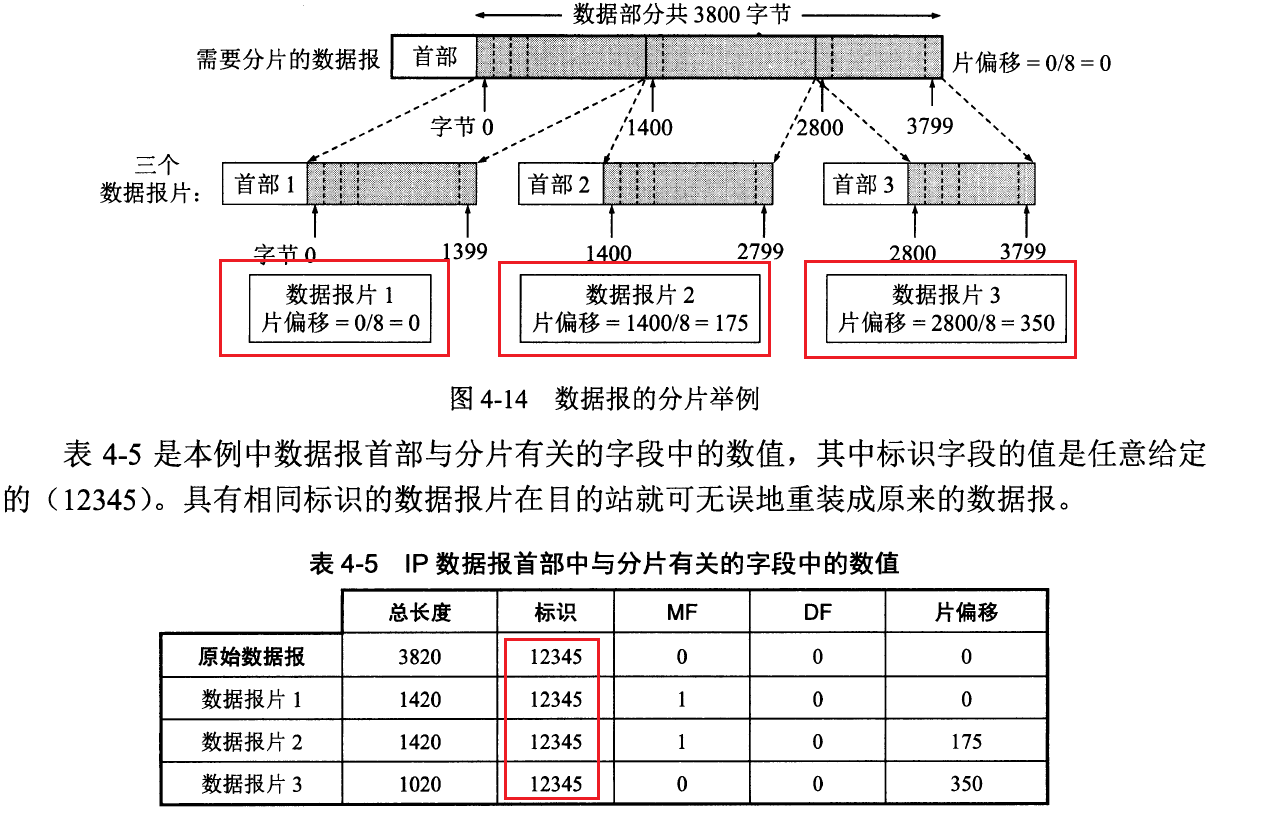 数据部分共 3800 字节
需要分片的数据报 首部 片偏移 = 0/8 = 0
字节 0 1400 2800 3799
三个
数据报片： 首部 1 首部 2 首部 3
字节 0 1399 1400 2799 2800 3799
数据报片 1 数据报片 2 数据报片 3
片偏移 = 0/8 = 0 片偏移 = 1400/8 = 175 片偏移 = 2800/8 = 350
图 4-14 数据报的分片举例
表 4-5 是本例中数据报首部与分片有关的字段中的数值，其中标识字段的值是任意给定
的（12345）。具有相同标识的数据报片在目的站就可无误地重装成原来的数据报。
表 4-5 IP 数据报首部中与分片有关的字段中的数值
总长度 标识 MF DF 片偏移
原始数据报 3820 12345 0 0 0
数据报片 1 1420 12345 1 0 0
数据报片 2 1420 12345 1 0 175
数据报片 3 1020 12345 0 0 350